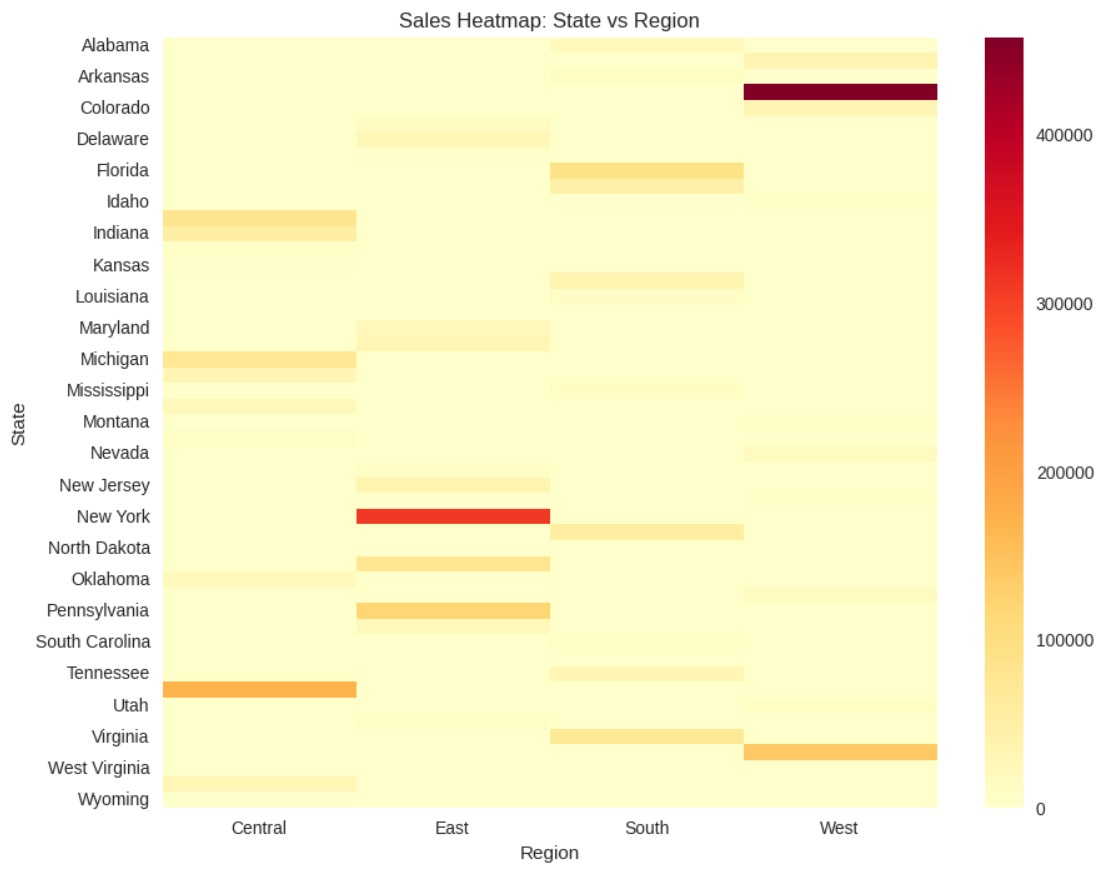 Sales Heatmap: State vs Region
Alabama
Arkansas
Colorado
Delaware
Florida
Idaho
Indiana
Kansas
Louisiana
Maryland
Michigan
Mississippi
Montana
Nevada
New Jersey
New York
North Dakota
Oklahoma
Pennsylvania
South Carolina
Tennessee
Utah
Virginia
West Virginia
Wyoming
State
Central East South West
Region
400000
300000
200000
100000
0